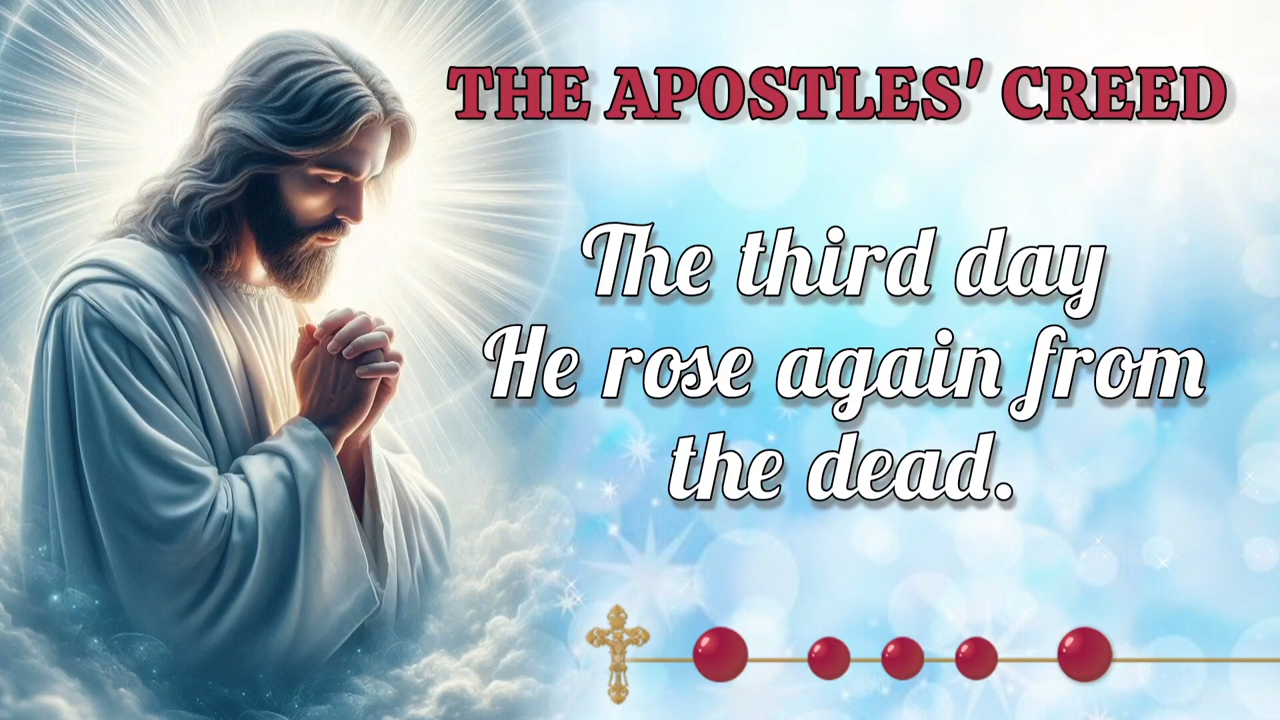 THE APOSTLES' CREED
The third day
He rose again from
the dead.